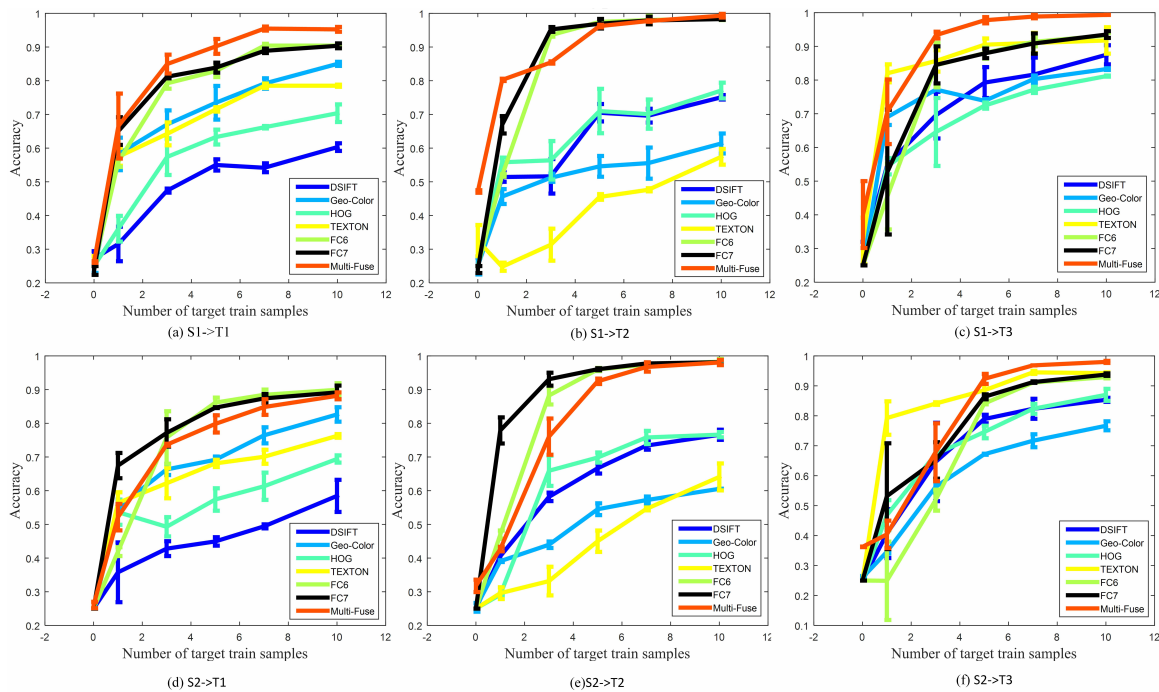 1
0.9
0.8
0.7
0.6
0.5
0.4
0.3
0.2
Accuracy
DSIFT
Geo-Color
HOG
TEXTON
FC6
FC7
Multi-Fuse
-2 0 2 4 6 8 10 12
Number of target train samples
(a) S1->T1
1
0.9
0.8
0.7
0.6
0.5
0.4
0.3
0.2
Accuracy
DSIFT
Geo-Color
HOG
TEXTON
FC6
FC7
Multi-Fuse
-2 0 2 4 6 8 10 12
Number of target train samples
(b) S1->T2
1
0.9
0.8
0.7
0.6
0.5
0.4
0.3
0.2
Accuracy
DSIFT
Geo-Color
HOG
TEXTON
FC6
FC7
Multi-Fuse
-2 0 2 4 6 8 10 12
Number of target train samples
(c) S1->T3
1
0.9
0.8
0.7
0.6
0.5
0.4
0.3
0.2
Accuracy
DSIFT
Geo-Color
HOG
TEXTON
FC6
FC7
Multi-Fuse
-2 0 2 4 6 8 10 12
Number of target train samples
(d) S2->T1
1
0.9
0.8
0.7
0.6
0.5
0.4
0.3
0.2
Accuracy
DSIFT
Geo-Color
HOG
TEXTON
FC6
FC7
Multi-Fuse
-2 0 2 4 6 8 10 12
Number of target train samples
(e)S2->T2
1
0.9
0.8
0.7
0.6
0.5
0.4
0.3
0.2
0.1
Accuracy
DSIFT
Geo-Color
HOG
TEXTON
FC6
FC7
Multi-Fuse
-2 0 2 4 6 8 10 12
Number of target train samples
(f) S2->T3